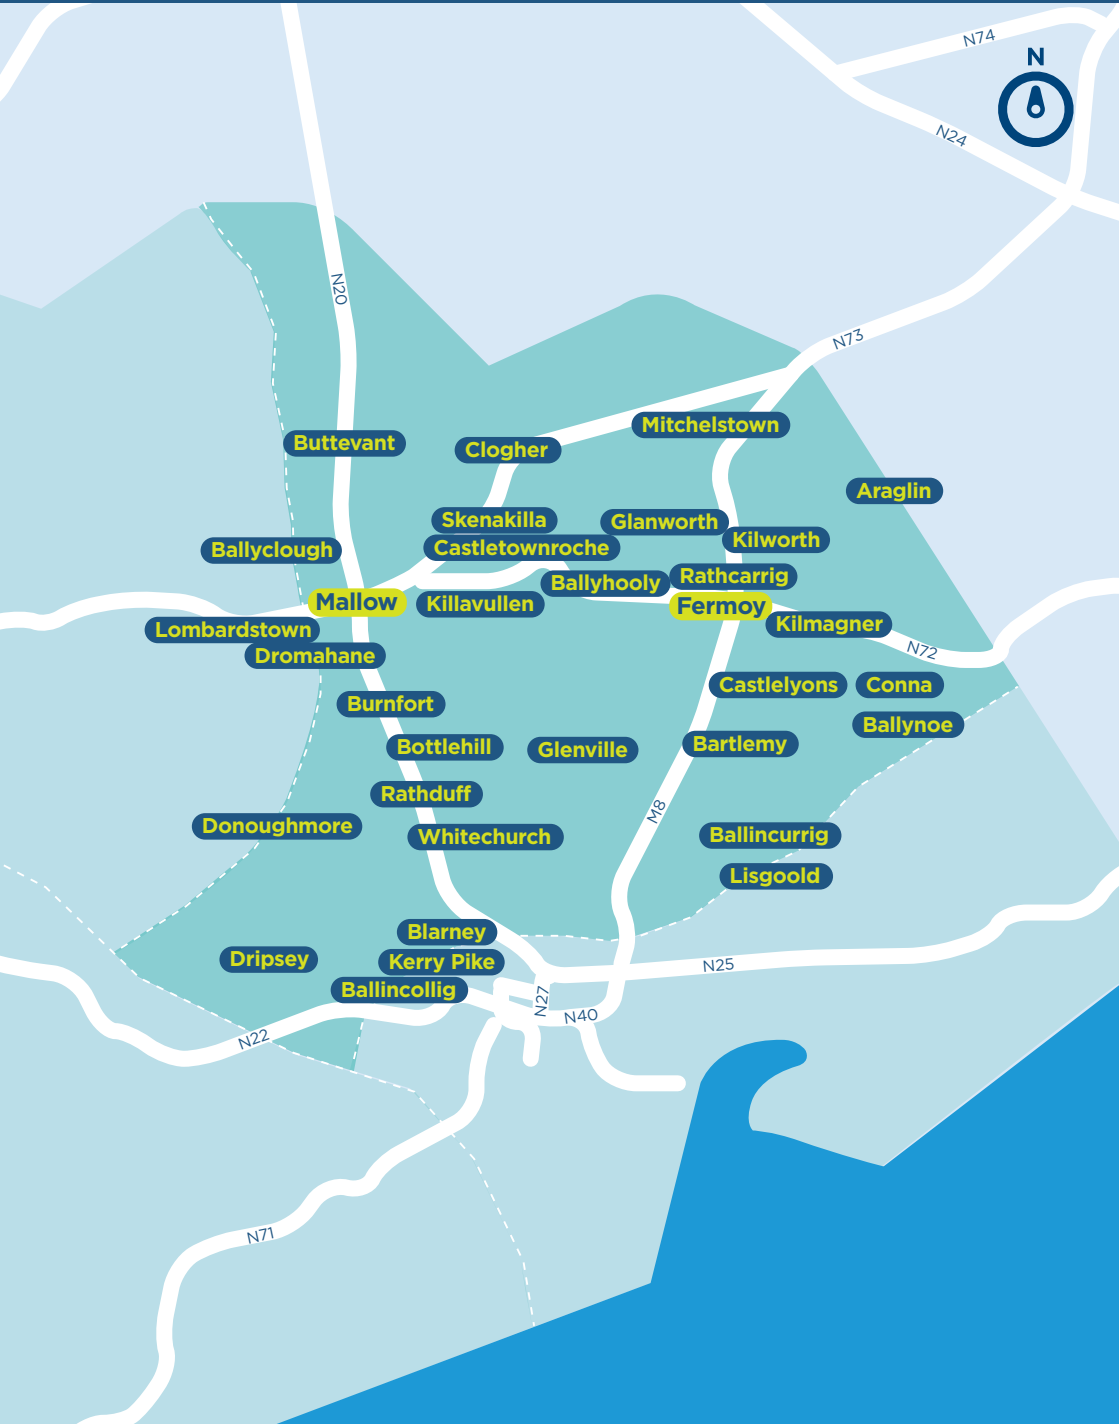 N74
N
N24
N20
N73
Mitchelstown
Buttevant
Clogher
Araglin
Skenakilla
Glanworth
Kilworth
Ballyclough
Castletownroche
Ballyhooly
Rathcarrig
Mallow
Killavullen
Fermoy
Kilmagner
Lombardstown
N72
Dromahane
Castlelyons
Conna
Burnfort
Ballynoe
Bottlehill
Glenville
Bartlemy
Rathduff
M8
Donoughmore
Whitechurch
Ballincurrig
Lisgoold
Blarney
Dripsey
Kerry Pike
N25
Ballincollig
N27
N40
N22
N71